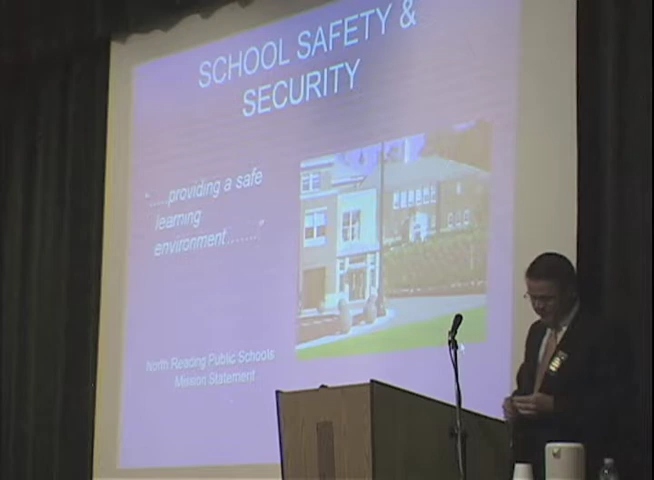 SCHOOL SAFETY &
SECURITY
".....providing a safe
learning
environment……."
North Reading Public Schools
Mission Statement